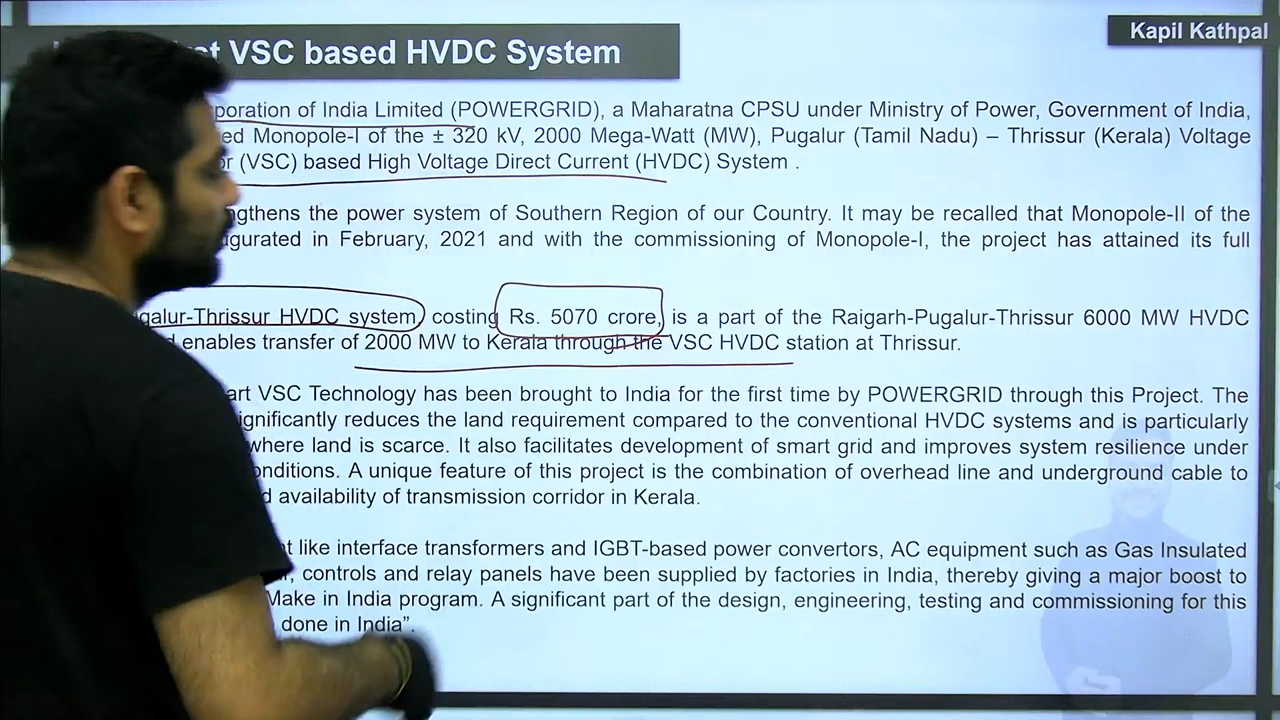 Kapil Kathpal
VSC based HVDC System
of India Limited (POWERGRID), a Maharatna CPSU under Ministry of Power, Government of India,
Monopole-I of the ± 320 kV, 2000 Mega-Watt (MW), Pugalur (Tamil Nadu) – Thrissur (Kerala) Voltage
(VSC) based High Voltage Direct Current (HVDC) System .
the power system of Southern Region of our Country. It may be recalled that Monopole-II of the
in February, 2021 and with the commissioning of Monopole-I, the project has attained its full
HVDC system, costing Rs. 5070 crore, is a part of the Raigarh-Pugalur-Thrissur 6000 MW HVDC
enables transfer of 2000 MW to Kerala through the VSC HVDC station at Thrissur.
VSC Technology has been brought to India for the first time by POWERGRID through this Project. The
significantly reduces the land requirement compared to the conventional HVDC systems and is particularly
where land is scarce. It also facilitates development of smart grid and improves system resilience under
conditions. A unique feature of this project is the combination of overhead line and underground cable to
availability of transmission corridor in Kerala.
like interface transformers and IGBT-based power convertors, AC equipment such as Gas Insulated
controls and relay panels have been supplied by factories in India, thereby giving a major boost to
Make in India program. A significant part of the design, engineering, testing and commissioning for this
done in India”.